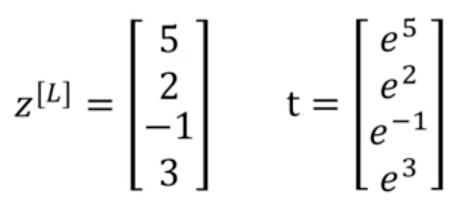 z^[L] = [5 2 −1 3]
t = [e^5 e^2 e^−1 e^3]